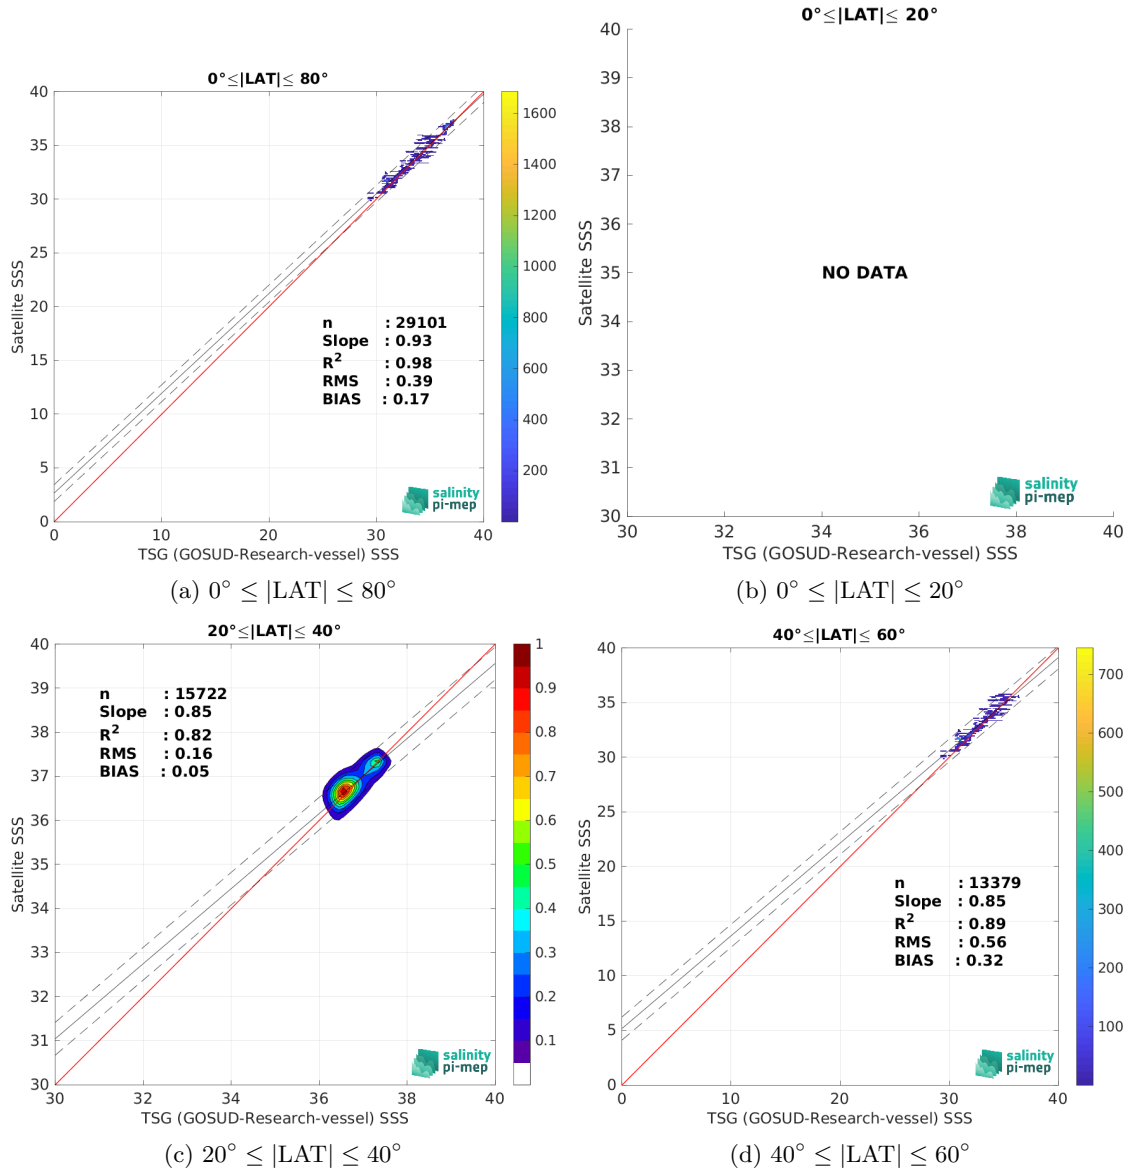 0°≤|LAT|≤ 80°
40
35
30
25
20
15
10
5
0
0
10
20
30
40
Satellite SSS
TSG (GOSUD-Research-vessel) SSS
n : 29101
Slope : 0.93
R² : 0.98
RMS : 0.39
BIAS : 0.17
salinity
pi-mep
1600
1400
1200
1000
800
600
400
200
(a) 0° ≤ |LAT| ≤ 80°
0°≤|LAT|≤ 20°
40
39
38
37
36
35
34
33
32
31
30
30
32
34
36
38
40
Satellite SSS
TSG (GOSUD-Research-vessel) SSS
NO DATA
salinity
pi-mep
(b) 0° ≤ |LAT| ≤ 20°
20°≤|LAT|≤ 40°
40
39
38
37
36
35
34
33
32
31
30
30
32
34
36
38
40
Satellite SSS
TSG (GOSUD-Research-vessel) SSS
n : 15722
Slope : 0.85
R² : 0.82
RMS : 0.16
BIAS : 0.05
salinity
pi-mep
1
0.9
0.8
0.7
0.6
0.5
0.4
0.3
0.2
0.1
(c) 20° ≤ |LAT| ≤ 40°
40°≤|LAT|≤ 60°
40
35
30
25
20
15
10
5
0
0
10
20
30
40
Satellite SSS
TSG (GOSUD-Research-vessel) SSS
n : 13379
Slope : 0.85
R² : 0.89
RMS : 0.56
BIAS : 0.32
salinity
pi-mep
700
600
500
400
300
200
100
(d) 40° ≤ |LAT| ≤ 60°